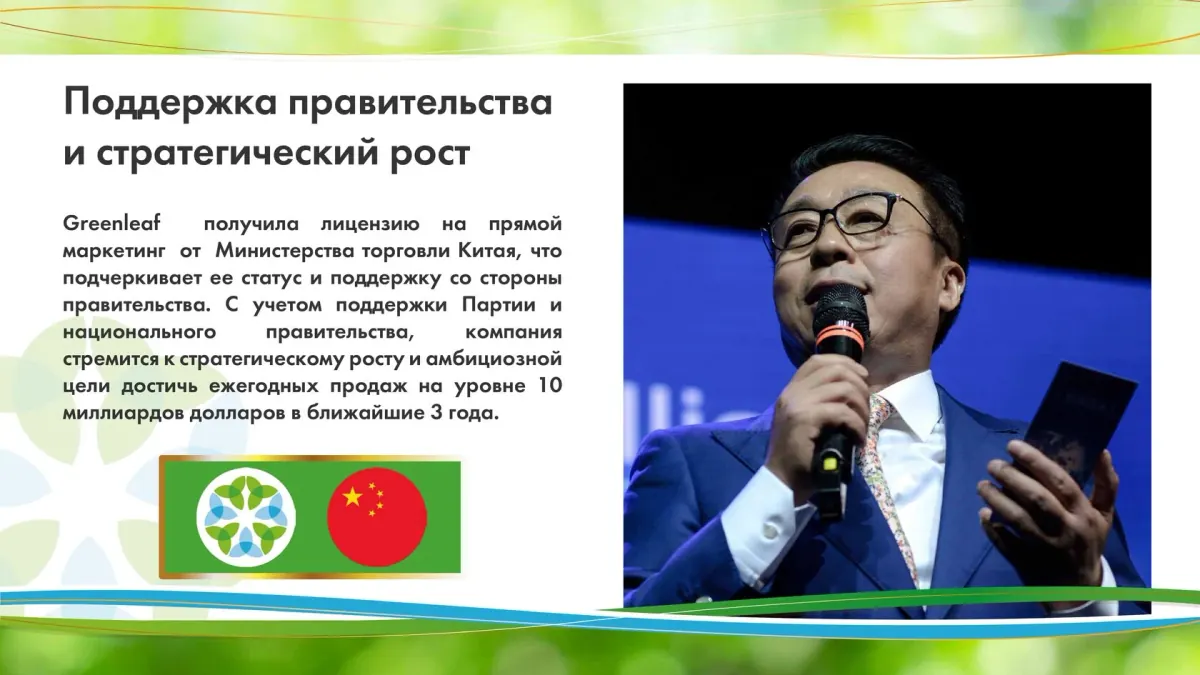 Поддержка правительства
и стратегический рост
Greenleaf получила лицензию на прямой
маркетинг от Министерства торговли Китая, что
подчеркивает ее статус и поддержку со стороны
правительства. С учетом поддержки Партии и
национального правительства, компания
стремится к стратегическому росту и амбициозной
цели достичь ежегодных продаж на уровне 10
миллиардов долларов в ближайшие 3 года.